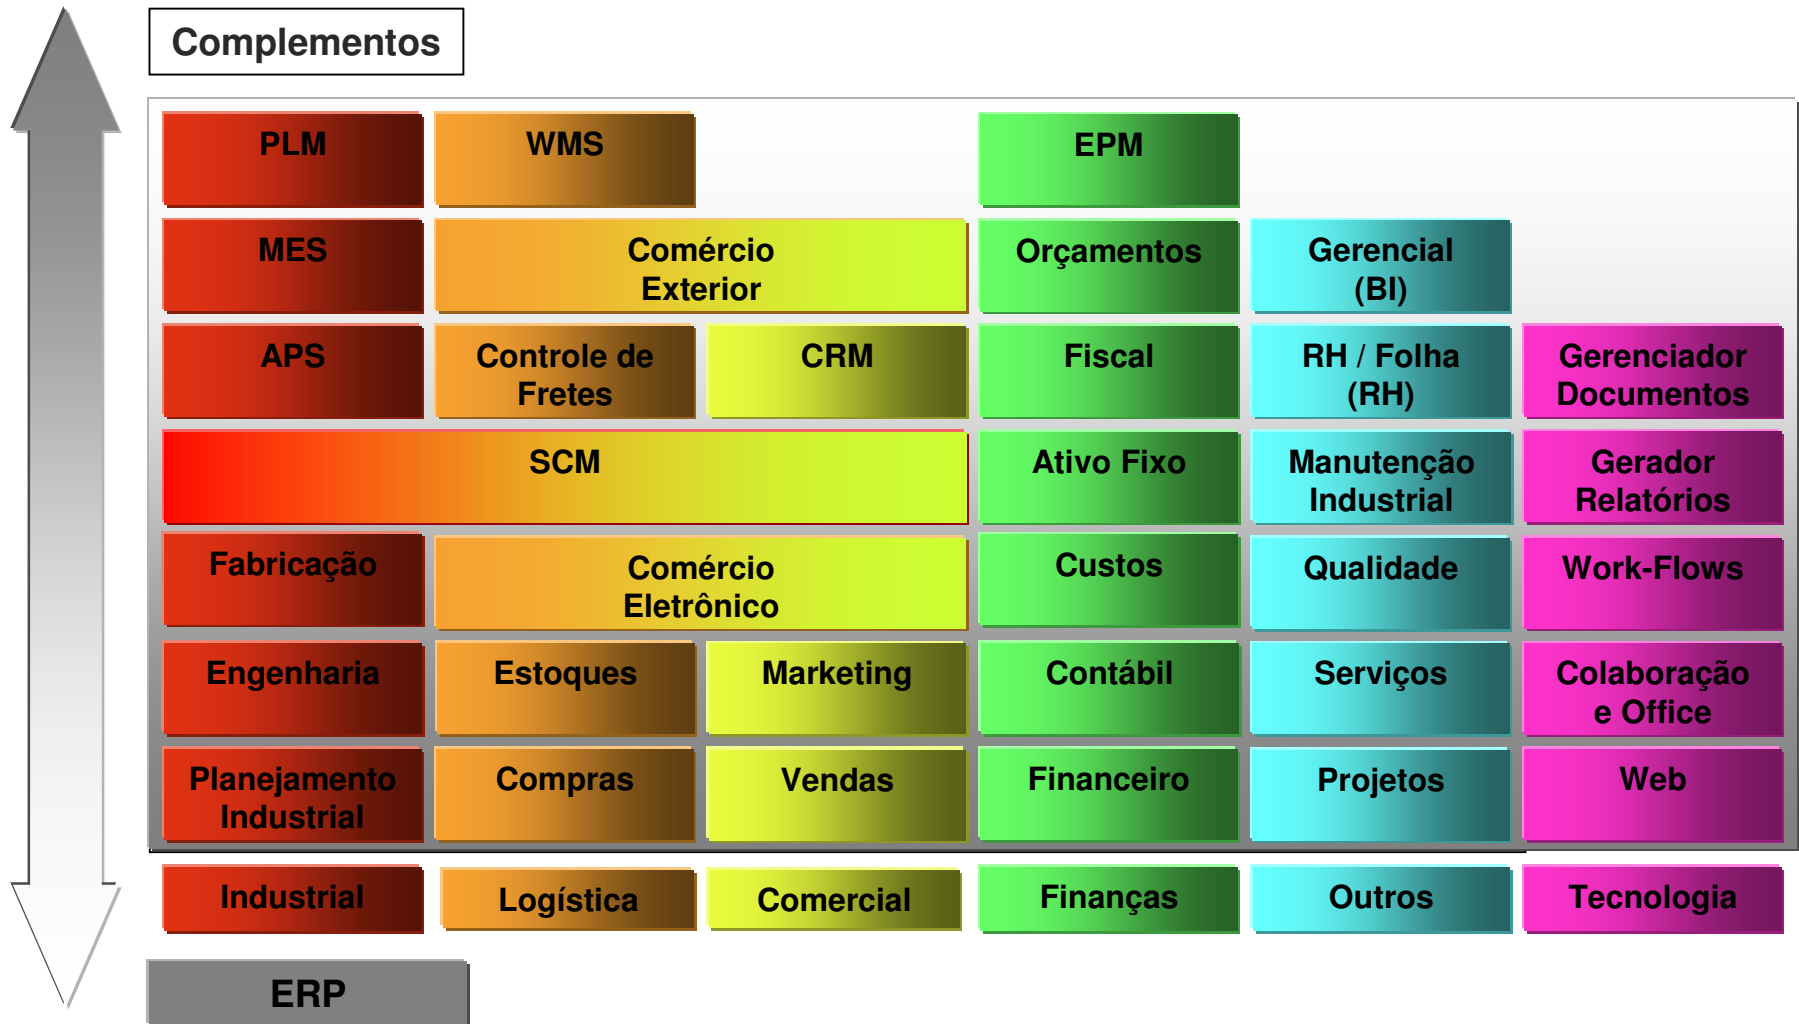 Complementos
PLM
WMS
EPM
MES
Comércio
Exterior
Orçamentos
Gerencial
(BI)
APS
Controle de
Fretes
CRM
Fiscal
RH / Folha
(RH)
Gerenciador
Documentos
SCM
Ativo Fixo
Manutenção
Industrial
Gerador
Relatórios
Fabricação
Comércio
Eletrônico
Custos
Qualidade
Work-Flows
Engenharia
Estoques
Marketing
Contábil
Serviços
Colaboração
e Office
Planejamento
Industrial
Compras
Vendas
Financeiro
Projetos
Web
Industrial
Logística
Comercial
Finanças
Outros
Tecnologia
ERP